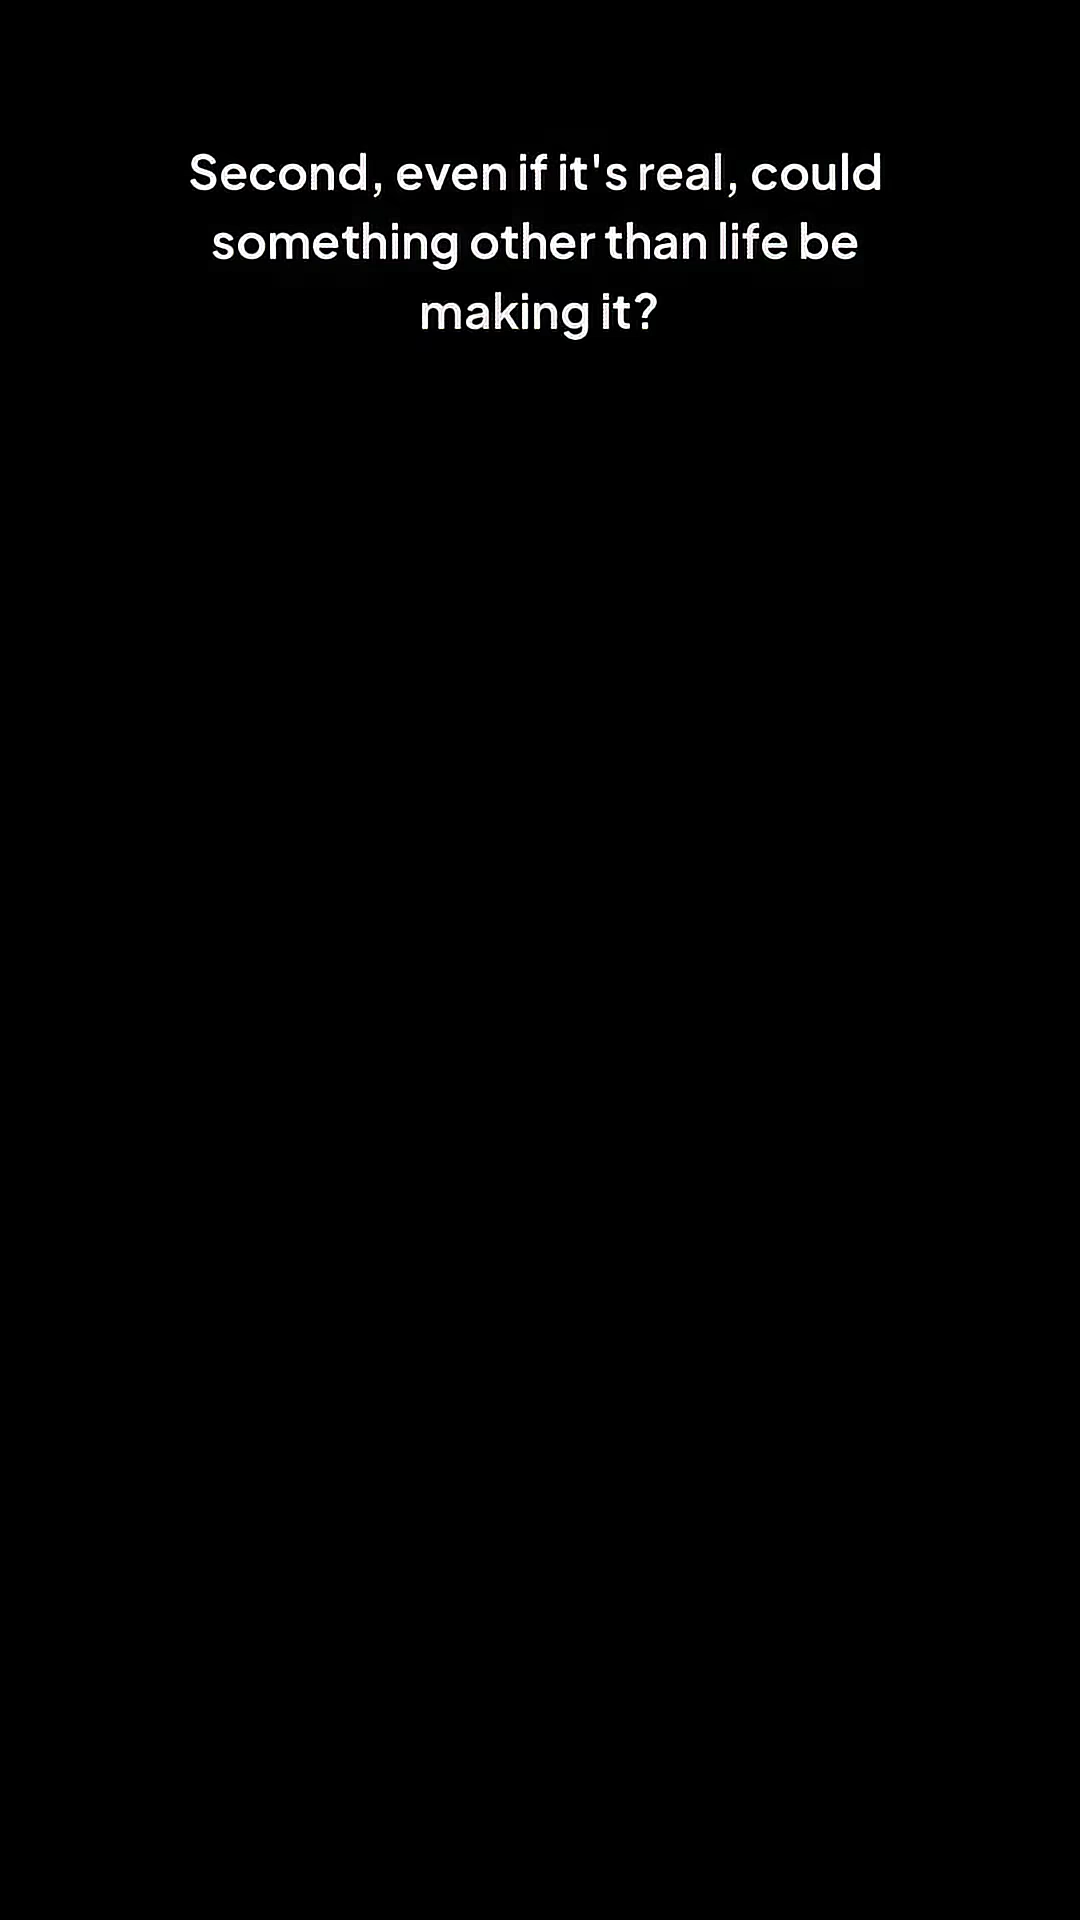 Second, even if it's real, could
something other than life be
making it?